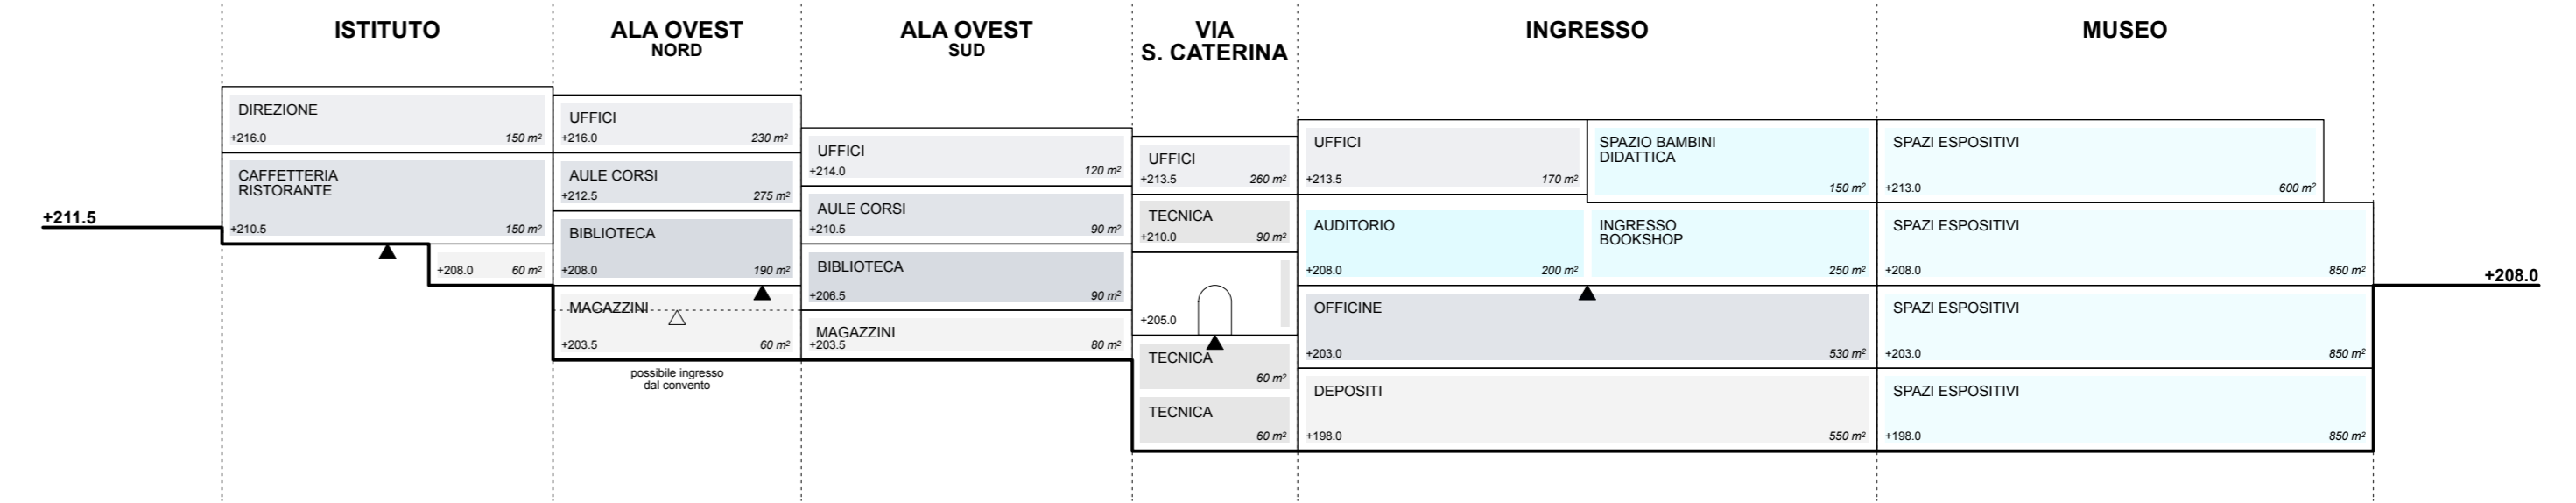 ISTITUTO
ALA OVEST
NORD
ALA OVEST
SUD
VIA
S. CATERINA
INGRESSO
MUSEO
+211.5
DIREZIONE
+216.0 150 m²
CAFFETTERIA
RISTORANTE
+210.5 150 m²
+208.0 60 m²
UFFICI
+216.0 230 m²
AULE CORSI
+212.5 275 m²
BIBLIOTECA
+208.0 190 m²
MAGAZZINI
+203.5 60 m²
possibile ingresso
dal convento
UFFICI
+214.0 120 m²
AULE CORSI
+210.5 90 m²
BIBLIOTECA
+206.5 90 m²
MAGAZZINI
+203.5 80 m²
UFFICI
+213.5 260 m²
TECNICA
+210.0 90 m²
+205.0
TECNICA
60 m²
TECNICA
60 m²
UFFICI
+213.5 170 m²
SPAZIO BAMBINI
DIDATTICA
150 m²
AUDITORIO
+208.0 200 m²
INGRESSO
BOOKSHOP
250 m²
OFFICINE
+203.0 530 m²
DEPOSITI
+198.0 550 m²
SPAZI ESPOSITIVI
+213.0 600 m²
SPAZI ESPOSITIVI
+208.0 850 m²
SPAZI ESPOSITIVI
+203.0 850 m²
SPAZI ESPOSITIVI
+198.0 850 m²
+208.0